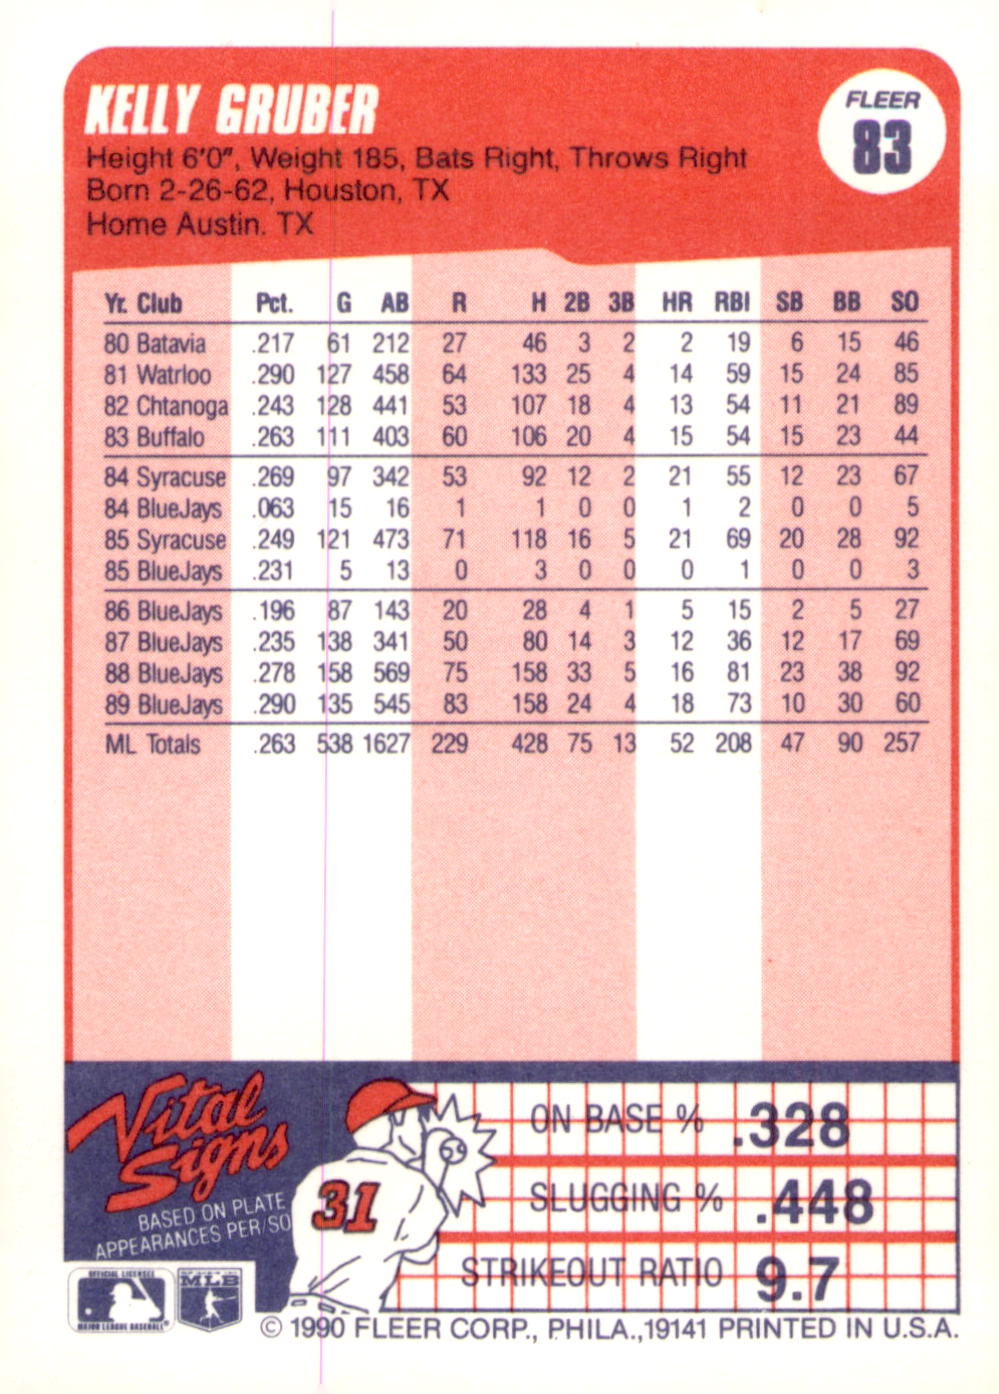 KELLY GRUBER
FLEER
83
Height 6'0", Weight 185, Bats Right, Throws Right
Born 2-26-62, Houston, TX
Home Austin. TX
Yr. Club Pct. G AB R H 2B 3B HR RBI SB BB SO
80 Batavia .217 61 212 27 46 3 2 2 19 6 15 46
81 Watrloo .290 127 458 64 133 25 4 14 59 15 24 85
82 Chtanoga .243 128 441 53 107 18 4 13 54 11 21 89
83 Buffalo .263 111 403 60 106 20 4 15 54 15 23 44
84 Syracuse .269 97 342 53 92 12 2 21 55 12 23 67
84 BlueJays .063 15 16 1 1 0 0 1 2 0 0 5
85 Syracuse .249 121 473 71 118 16 5 21 69 20 28 92
85 BlueJays .231 5 13 0 3 0 0 0 1 0 0 3
86 BlueJays .196 87 143 20 28 4 1 5 15 2 5 27
87 BlueJays .235 138 341 50 80 14 3 12 36 12 17 69
88 BlueJays .278 158 569 75 158 33 5 16 81 23 38 92
89 BlueJays .290 135 545 83 158 24 4 18 73 10 30 60
ML Totals .263 538 1627 229 428 75 13 52 208 47 90 257
Vital
Signs
BASED ON PLATE
APPEARANCES PER/SO
31
ON BASE % .328
SLUGGING % .448
STRIKEOUT RATIO 9.7
OFFICIAL LICENSEE
MAJOR LEAGUE BASEBALL
MLB
© 1990 FLEER CORP., PHILA.,19141 PRINTED IN U.S.A.